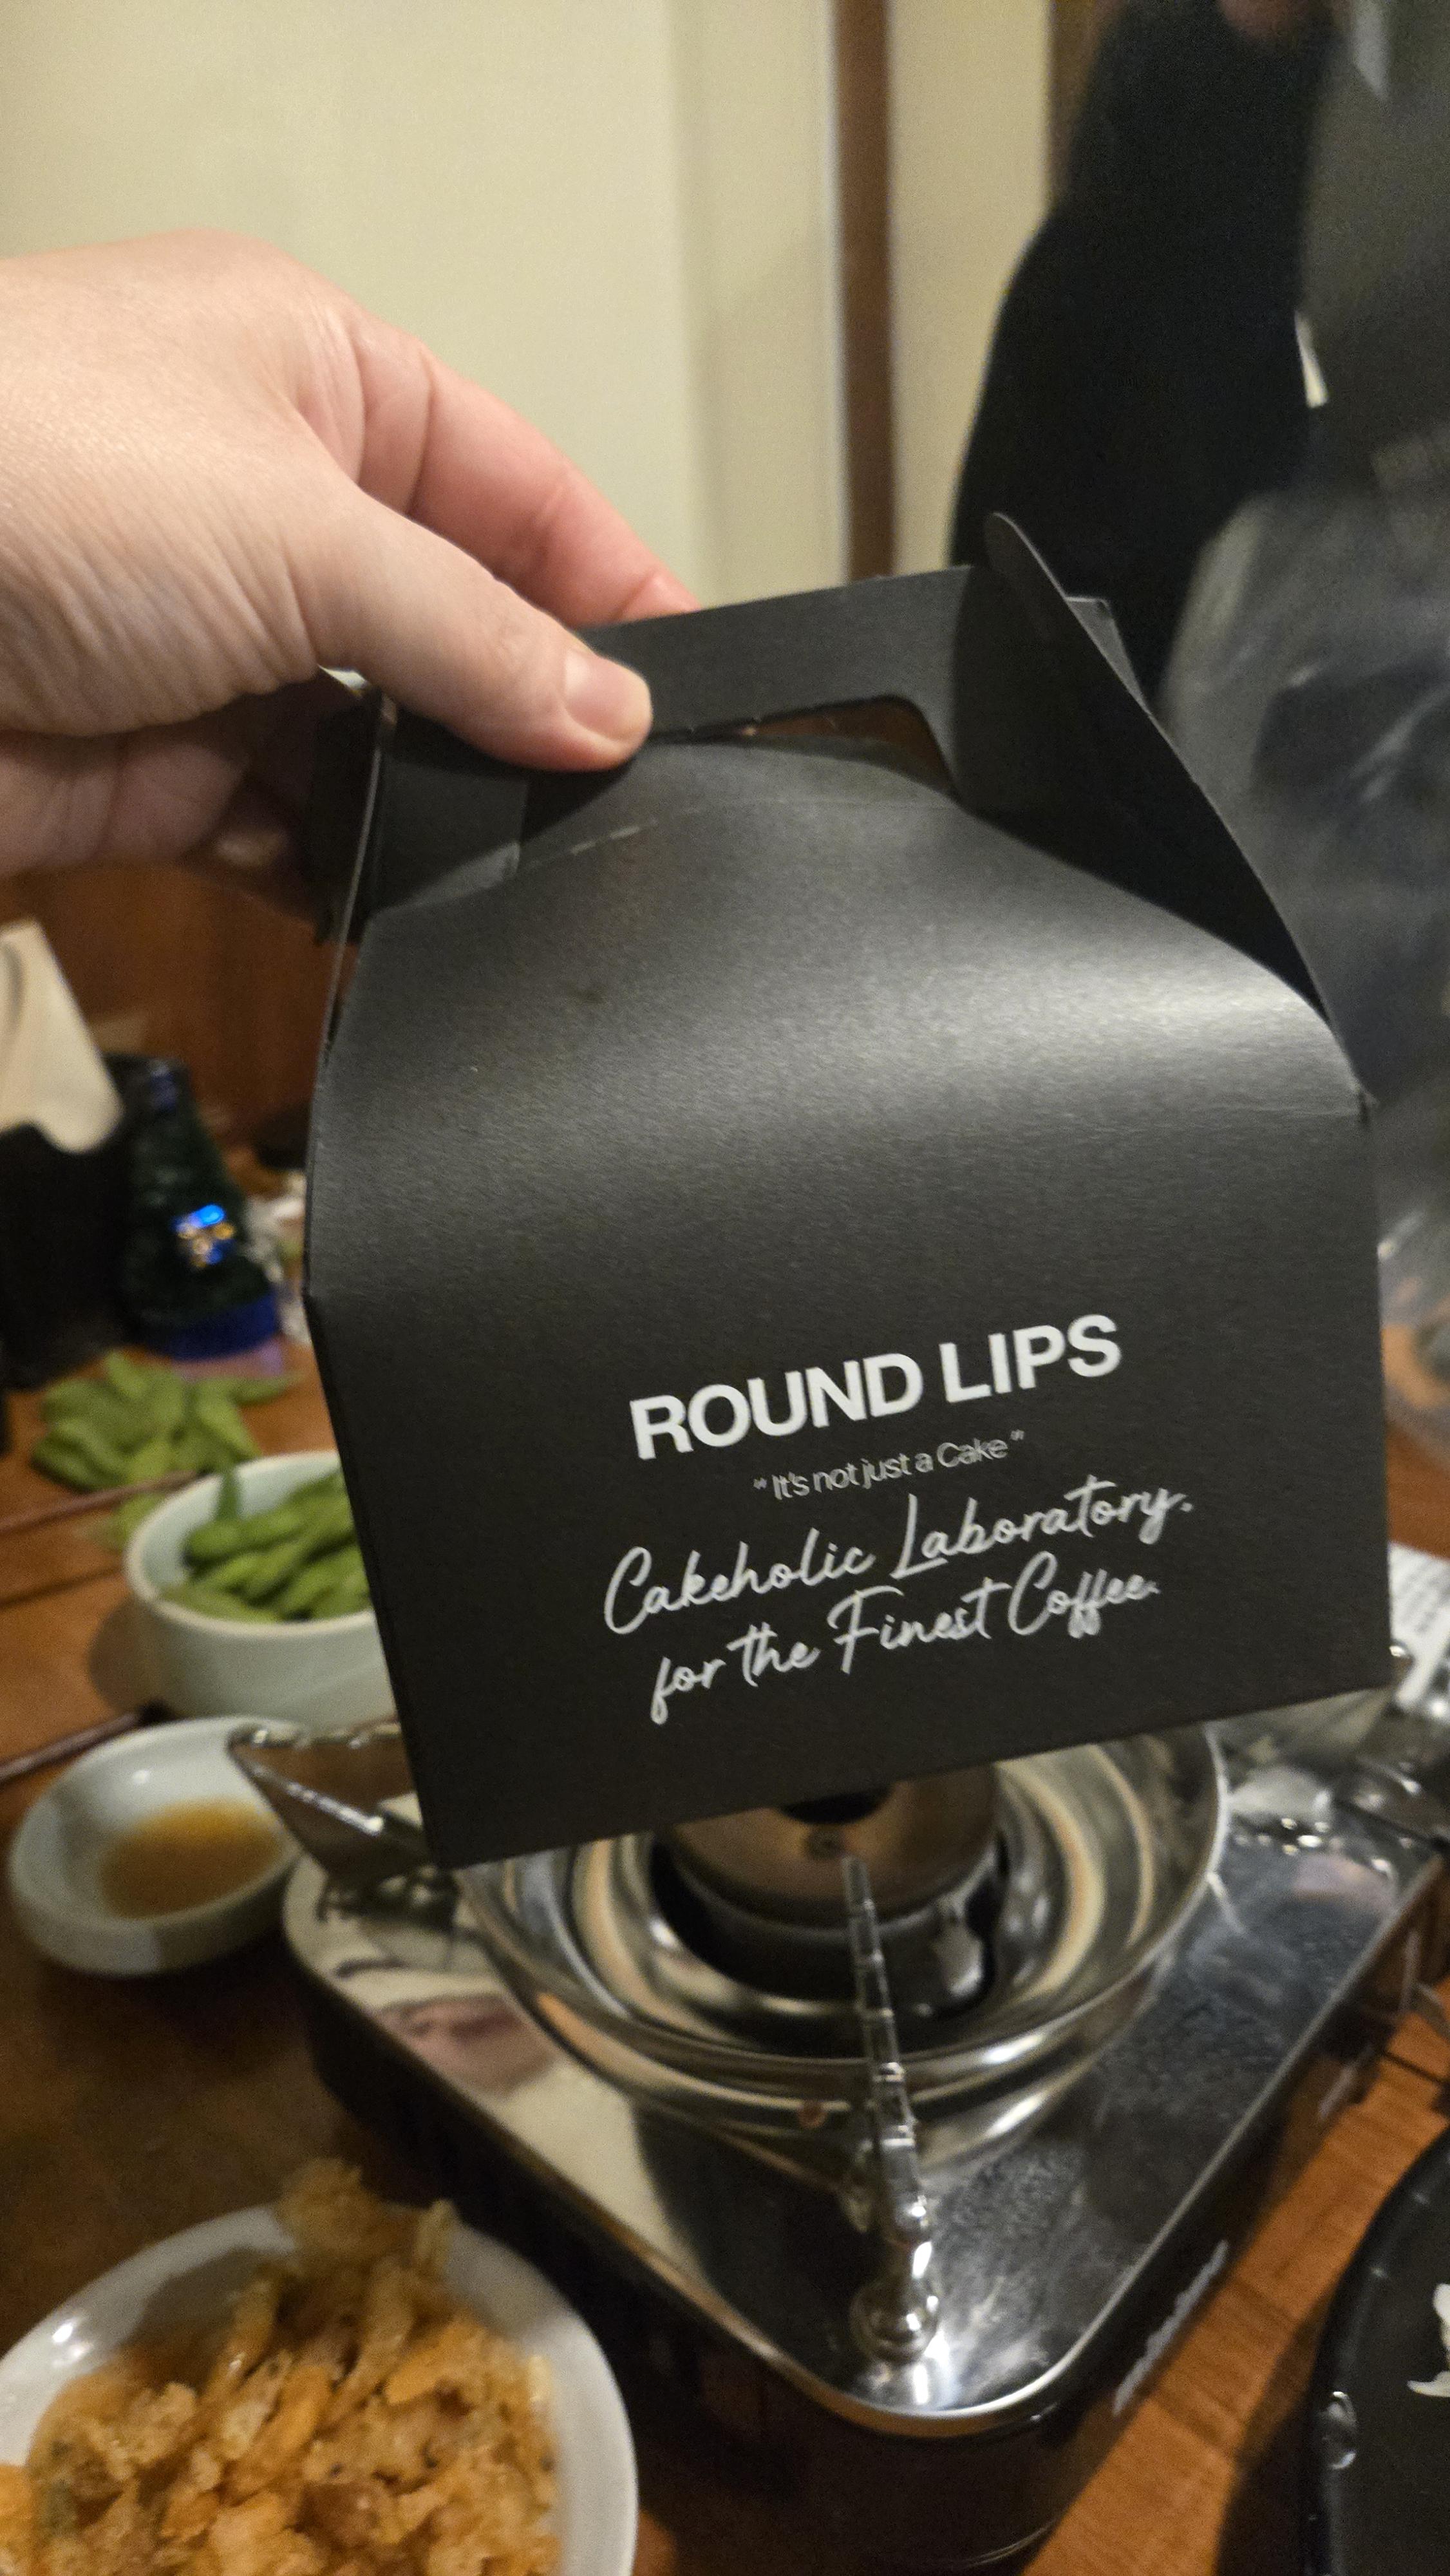 ROUND LIPS
" It's not just a Cake "
Cakeholic Laboratory.
for the Finest Coffee.